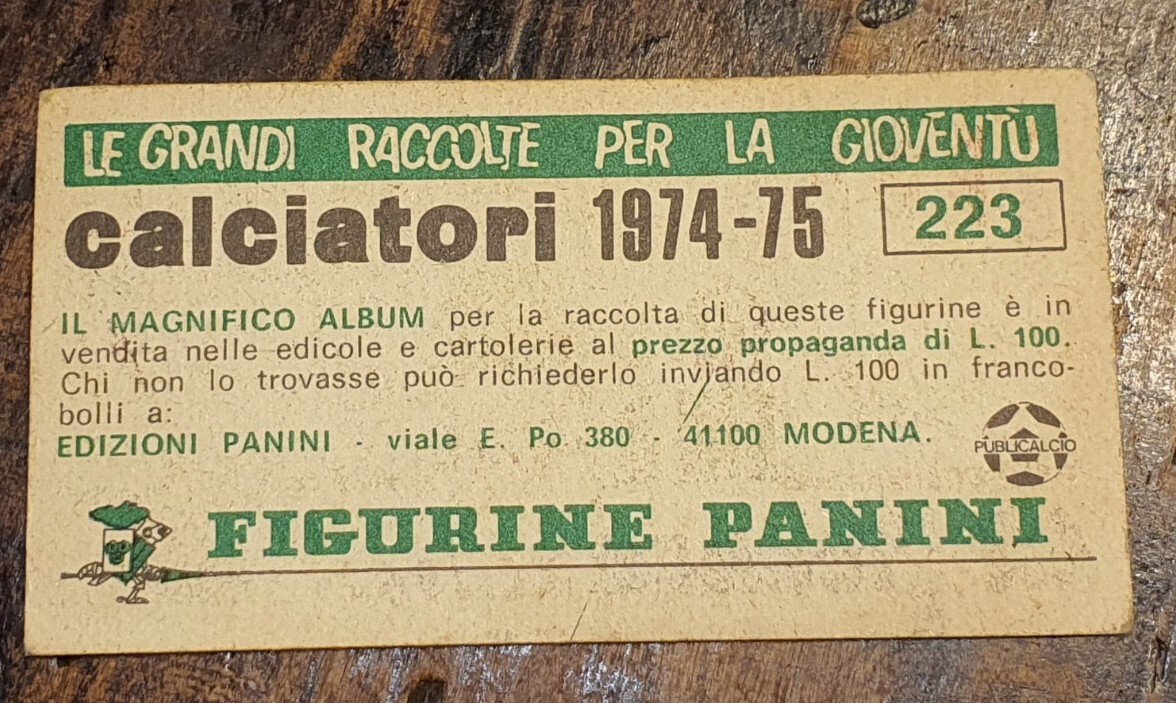 LE GRANDI RACCOLTE PER LA GIOVENTÙ
calciatori 1974-75 223
IL MAGNIFICO ALBUM per la raccolta di queste figurine è in
vendita nelle edicole e cartolerie al prezzo propaganda di L. 100.
Chi non lo trovasse può richiederlo inviando L. 100 in franco-
bolli a:
EDIZIONI PANINI - viale E. Po 380 - 41100 MODENA.
PUBLICALCIO
FIGURINE PANINI